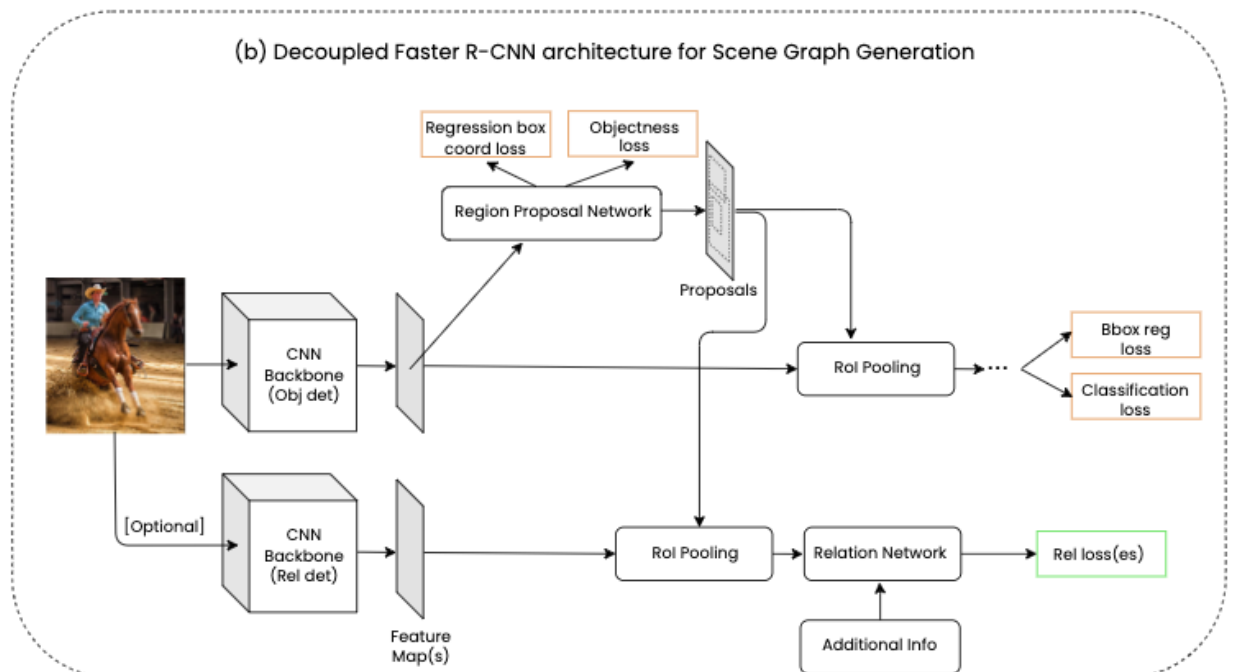 (b) Decoupled Faster R-CNN architecture for Scene Graph Generation
Regression box
coord loss
Objectness
loss
Region Proposal Network
Proposals
CNN
Backbone
(Obj det)
RoI Pooling
...
Bbox reg
loss
Classification
loss
[Optional]
CNN
Backbone
(Rel det)
Feature
Map(s)
RoI Pooling
Relation Network
Rel loss(es)
Additional Info